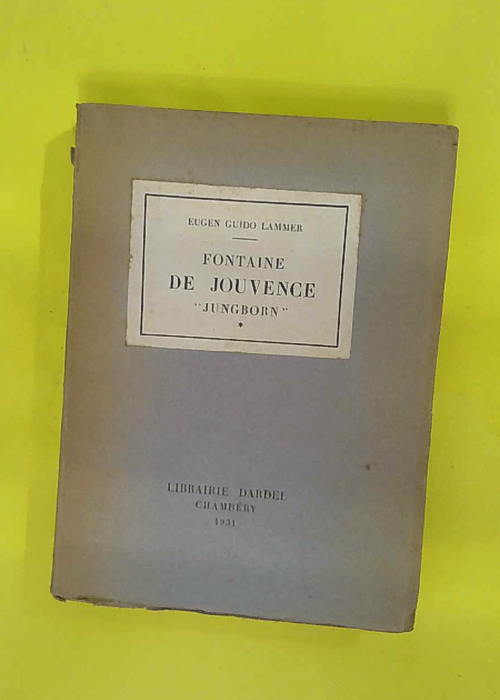 EUGEN GUIDO LAMMER
FONTAINE
DE JOUVENCE
"JUNGBORN"
*
LIBRAIRIE DARDEL
CHAMBÉRY
1931